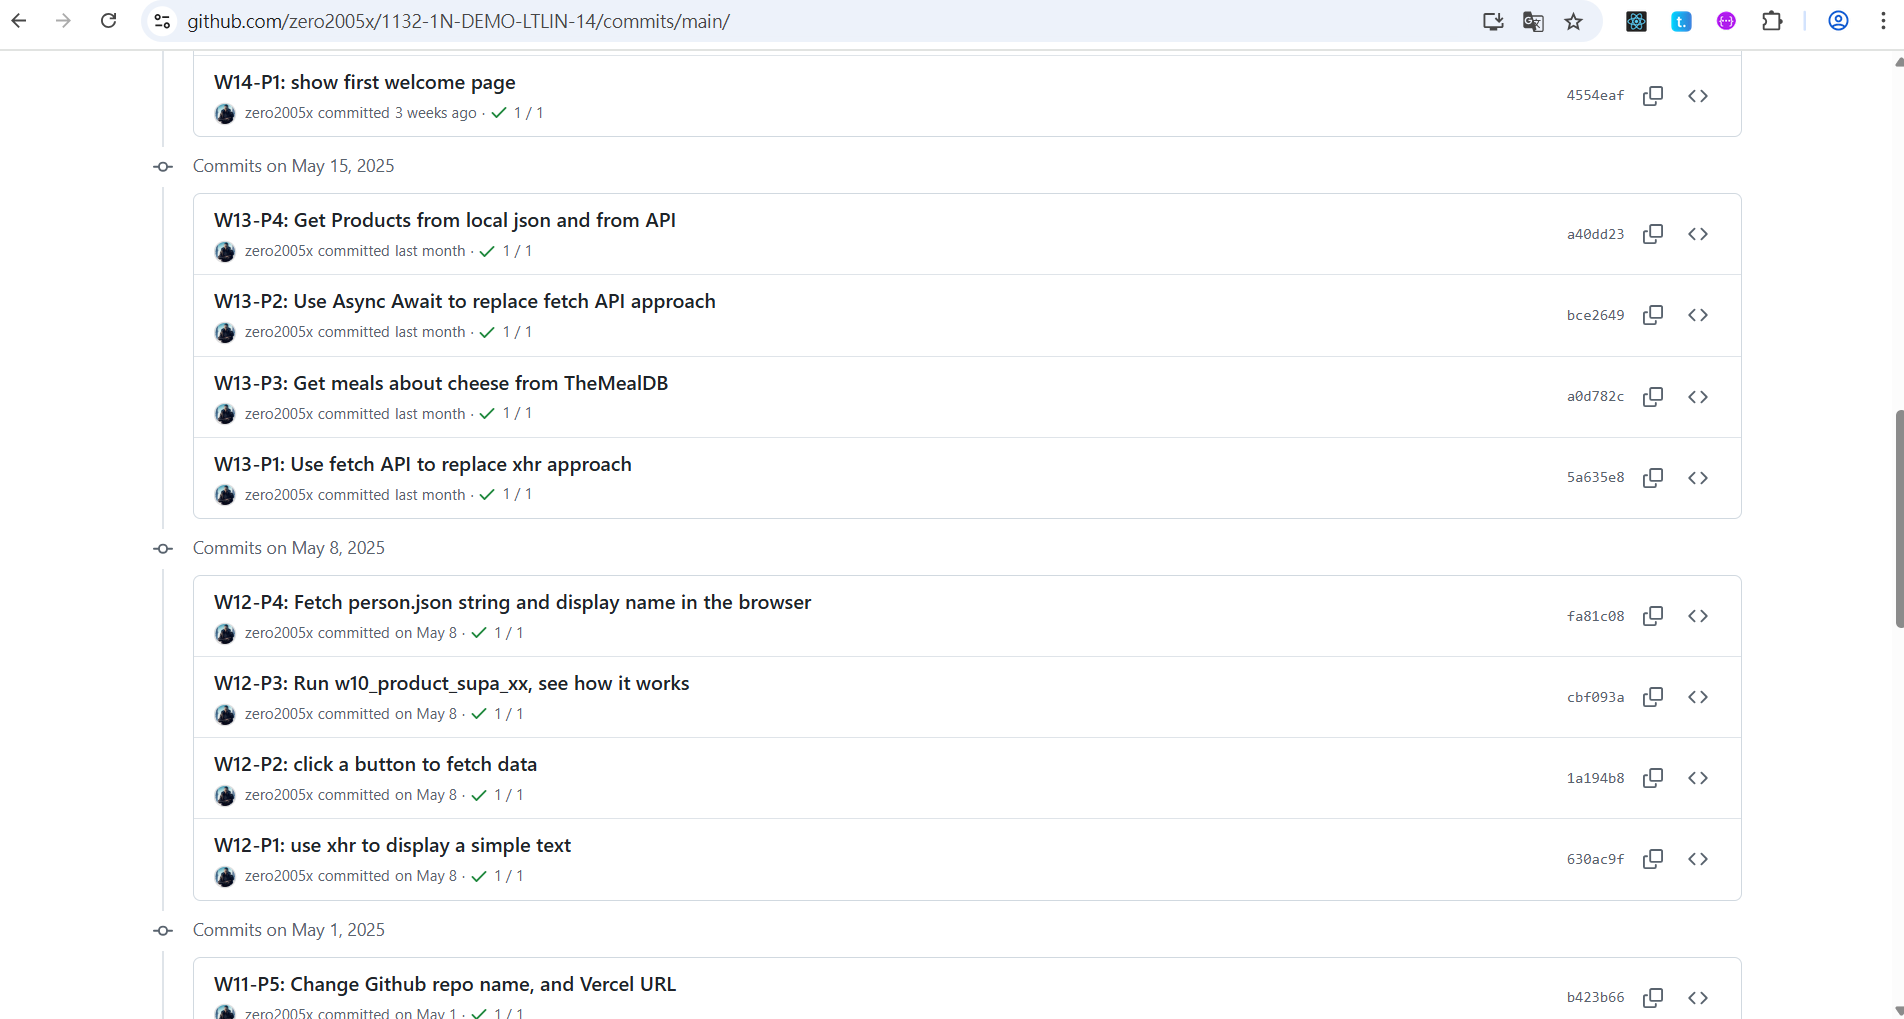 github.com/zero2005x/1132-1N-DEMO-LTLIN-14/commits/main/
t.
W14-P1: show first welcome page
zero2005x committed 3 weeks ago · 1 / 1
4554eaf
Commits on May 15, 2025
W13-P4: Get Products from local json and from API
zero2005x committed last month · 1 / 1
a40dd23
W13-P2: Use Async Await to replace fetch API approach
zero2005x committed last month · 1 / 1
bce2649
W13-P3: Get meals about cheese from TheMealDB
zero2005x committed last month · 1 / 1
a0d782c
W13-P1: Use fetch API to replace xhr approach
zero2005x committed last month · 1 / 1
5a635e8
Commits on May 8, 2025
W12-P4: Fetch person.json string and display name in the browser
zero2005x committed on May 8 · 1 / 1
fa81c08
W12-P3: Run w10_product_supa_xx, see how it works
zero2005x committed on May 8 · 1 / 1
cbf093a
W12-P2: click a button to fetch data
zero2005x committed on May 8 · 1 / 1
1a194b8
W12-P1: use xhr to display a simple text
zero2005x committed on May 8 · 1 / 1
630ac9f
Commits on May 1, 2025
W11-P5: Change Github repo name, and Vercel URL
zero2005x committed on May 1 · 1 / 1
b423b66